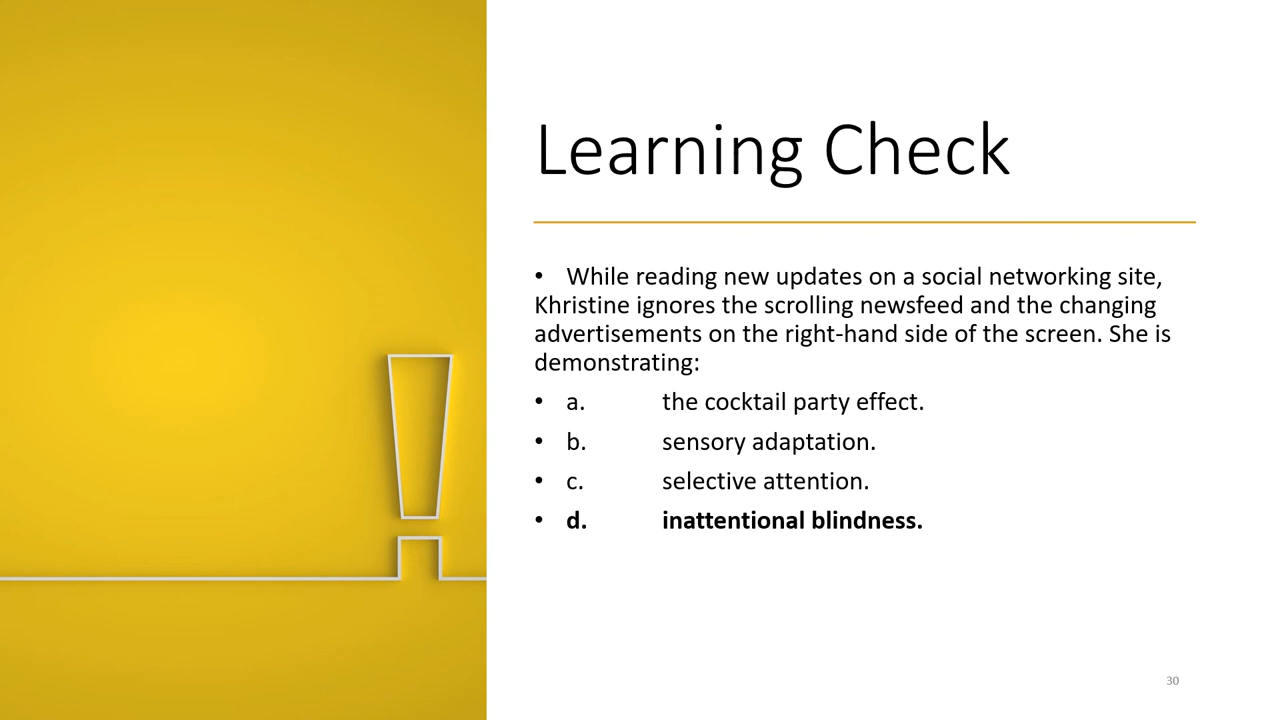 Learning Check
• While reading new updates on a social networking site,
Khristine ignores the scrolling newsfeed and the changing
advertisements on the right-hand side of the screen. She is
demonstrating:
• a. the cocktail party effect.
• b. sensory adaptation.
• c. selective attention.
• d. inattentional blindness.
30